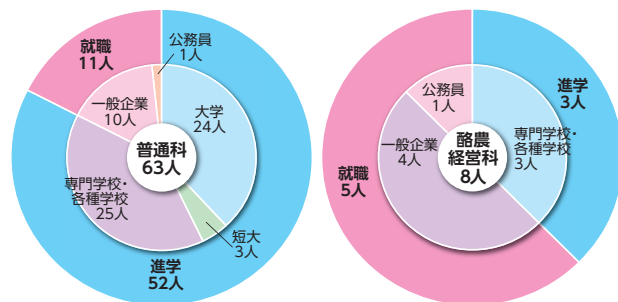 就職
11人
公務員
1人
一般企業
10人
大学
24人
普通科
63人
専門学校・
各種学校
25人
短大
3人
進学
52人
公務員
1人
進学
3人
一般企業
4人
酪農
経営科
8人
専門学校・
各種学校
3人
就職
5人